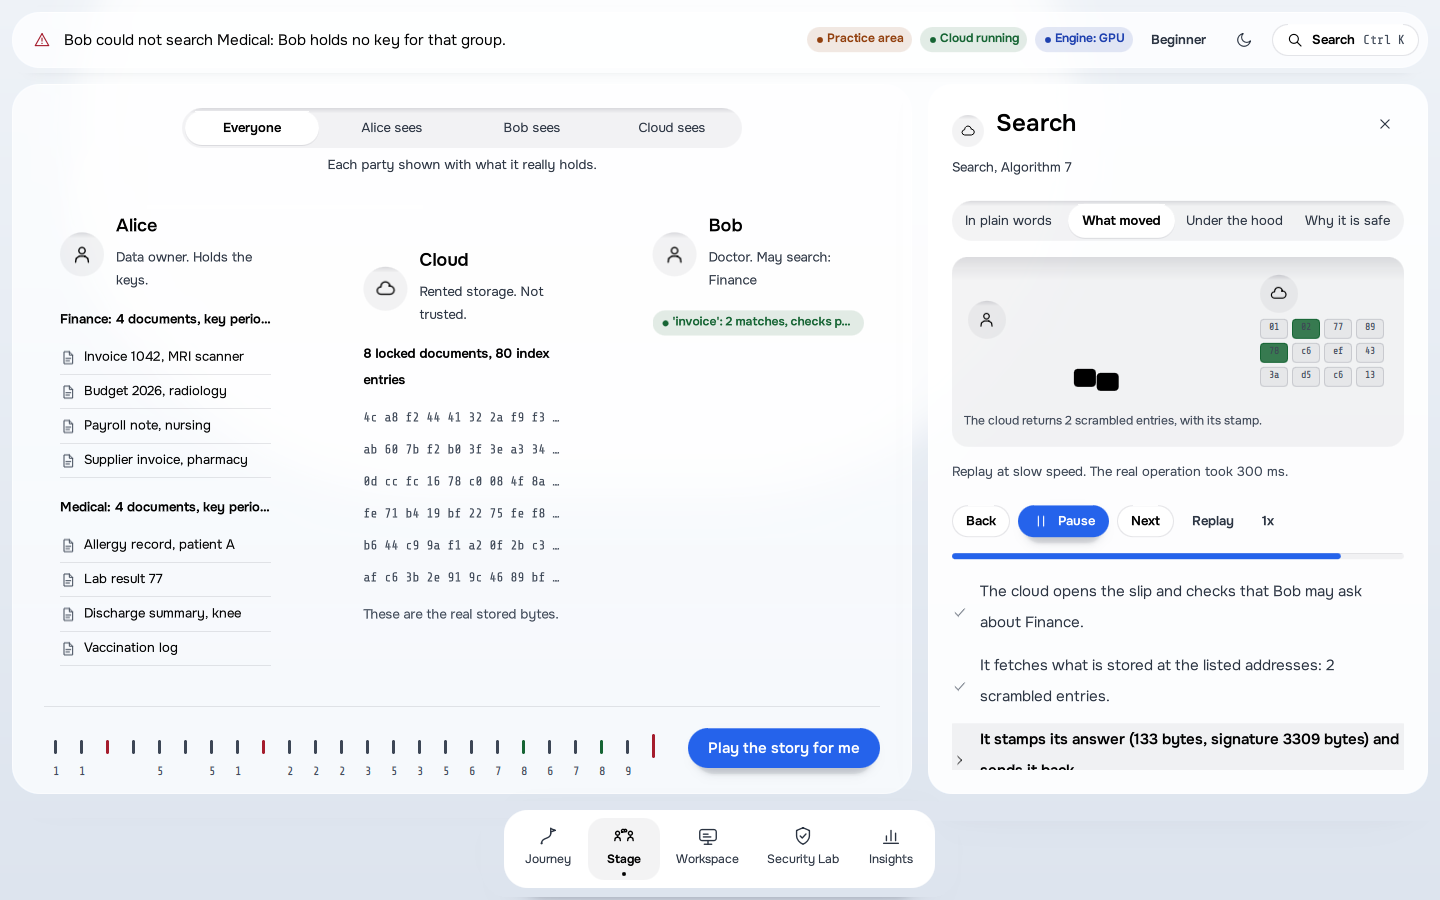 Bob could not search Medical: Bob holds no key for that group.
Practice area
Cloud running
Engine: GPU
Beginner
Search Ctrl K
Everyone
Alice sees
Bob sees
Cloud sees
Each party shown with what it really holds.
Alice
Data owner. Holds the
keys.
Finance: 4 documents, key perio...
Invoice 1042, MRI scanner
Budget 2026, radiology
Payroll note, nursing
Supplier invoice, pharmacy
Medical: 4 documents, key perio...
Allergy record, patient A
Lab result 77
Discharge summary, knee
Vaccination log
Cloud
Rented storage. Not
trusted.
8 locked documents, 80 index
entries
4c a8 f2 44 41 32 2a f9 f3 …
ab 60 7b f2 b0 3f 3e a3 34 …
0d cc fc 16 78 c0 08 4f 8a …
fe 71 b4 19 bf 22 75 fe f8 …
b6 44 c9 9a f1 a2 0f 2b c3 …
af c6 3b 2e 91 9c 46 89 bf …
These are the real stored bytes.
Bob
Doctor. May search:
Finance
'invoice': 2 matches, checks p...
1 1 5 5 1 2 2 2 3 5 3 5 6 7 8 6 7 8 9
Play the story for me
Search
Search, Algorithm 7
In plain words
What moved
Under the hood
Why it is safe
01 02 77 89
70 c6 ef 43
3a d5 c6 13
The cloud returns 2 scrambled entries, with its stamp.
Replay at slow speed. The real operation took 300 ms.
Back
Pause
Next
Replay
1x
The cloud opens the slip and checks that Bob may ask
about Finance.
It fetches what is stored at the listed addresses: 2
scrambled entries.
It stamps its answer (133 bytes, signature 3309 bytes) and
sends it back
Journey
Stage
Workspace
Security Lab
Insights